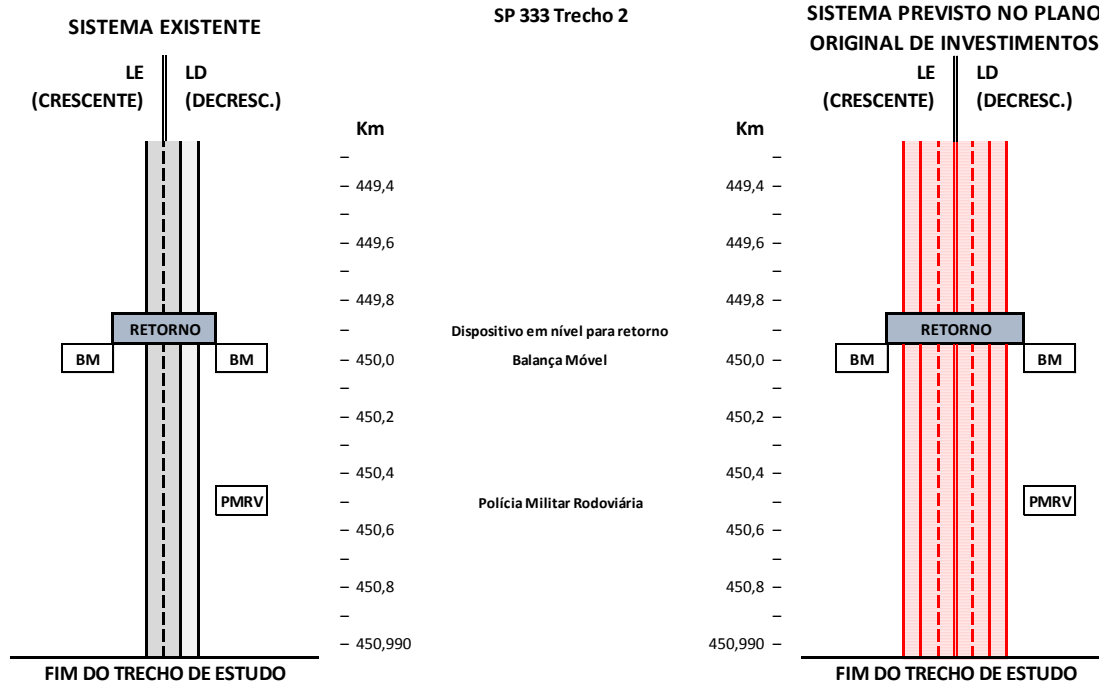 SP 333 Trecho 2
SISTEMA EXISTENTE
LE LD
(CRESCENTE) (DECRESC.)
Km
449,4
449,6
449,8
RETORNO
BM BM
450,0
450,2
450,4
PMRV
450,6
450,8
450,990
FIM DO TRECHO DE ESTUDO
Dispositivo em nível para retorno
Balança Móvel
Polícia Militar Rodoviária
SISTEMA PREVISTO NO PLANO
ORIGINAL DE INVESTIMENTOS
LE LD
(CRESCENTE) (DECRESC.)
Km
449,4
449,6
449,8
RETORNO
450,0
BM BM
450,2
450,4
PMRV
450,6
450,8
450,990
FIM DO TRECHO DE ESTUDO